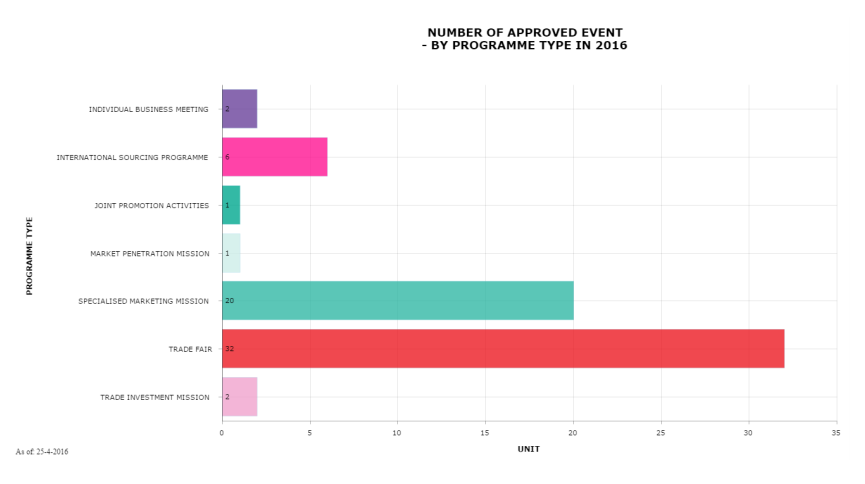 NUMBER OF APPROVED EVENT
- BY PROGRAMME TYPE IN 2016
PROGRAMME TYPE
INDIVIDUAL BUSINESS MEETING 2
INTERNATIONAL SOURCING PROGRAMME 6
JOINT PROMOTION ACTIVITIES 1
MARKET PENETRATION MISSION 1
SPECIALISED MARKETING MISSION 20
TRADE FAIR 32
TRADE INVESTMENT MISSION 2
0 5 10 15 20 25 30 35
UNIT
As of: 25-4-2016